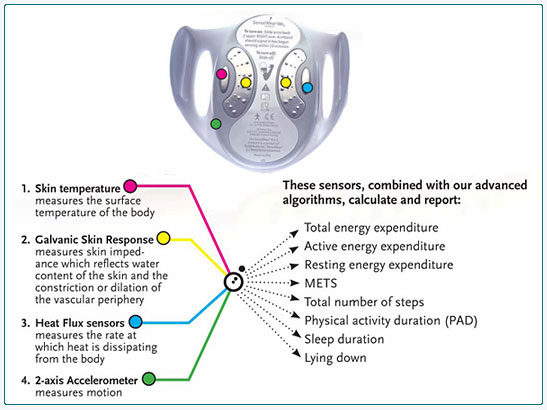 SenseWear
1. Skin temperature
measures the surface
temperature of the body
2. Galvanic Skin Response
measures skin imped-
ance which reflects water
content of the skin and the
constriction or dilation of
the vascular periphery
3. Heat Flux sensors
measures the rate at
which heat is dissipating
from the body
4. 2-axis Accelerometer
measures motion
These sensors, combined with our advanced
algorithms, calculate and report:
Total energy expenditure
Active energy expenditure
Resting energy expenditure
METS
Total number of steps
Physical activity duration (PAD)
Sleep duration
Lying down